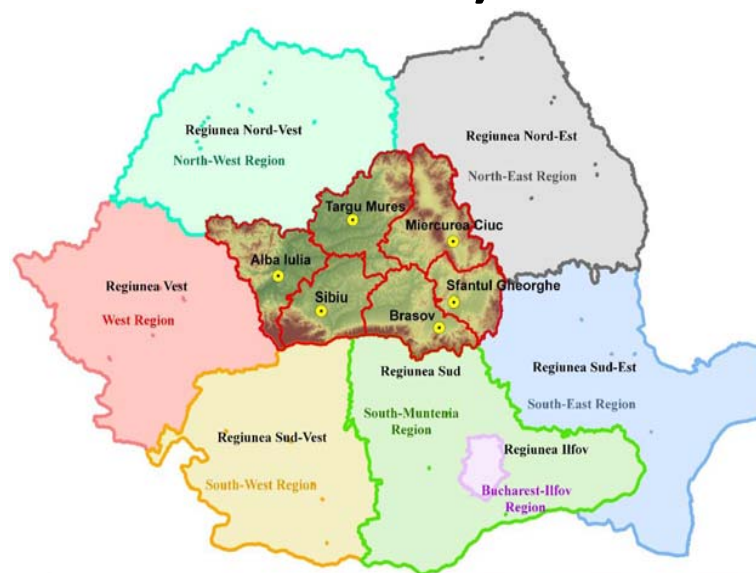 Regiunea Nord-Vest
North-West Region
Regiunea Nord-Est
North-East Region
Targu Mures
Miercurea Ciuc
Alba Iulia
Sfantul Gheorghe
Sibiu
Brasov
Regiunea Vest
West Region
Regiunea Sud
South-Muntenia
Region
Regiunea Sud-Est
South-East Region
Regiunea Sud-Vest
South-West Region
Regiunea Ilfov
Bucharest-Ilfov
Region